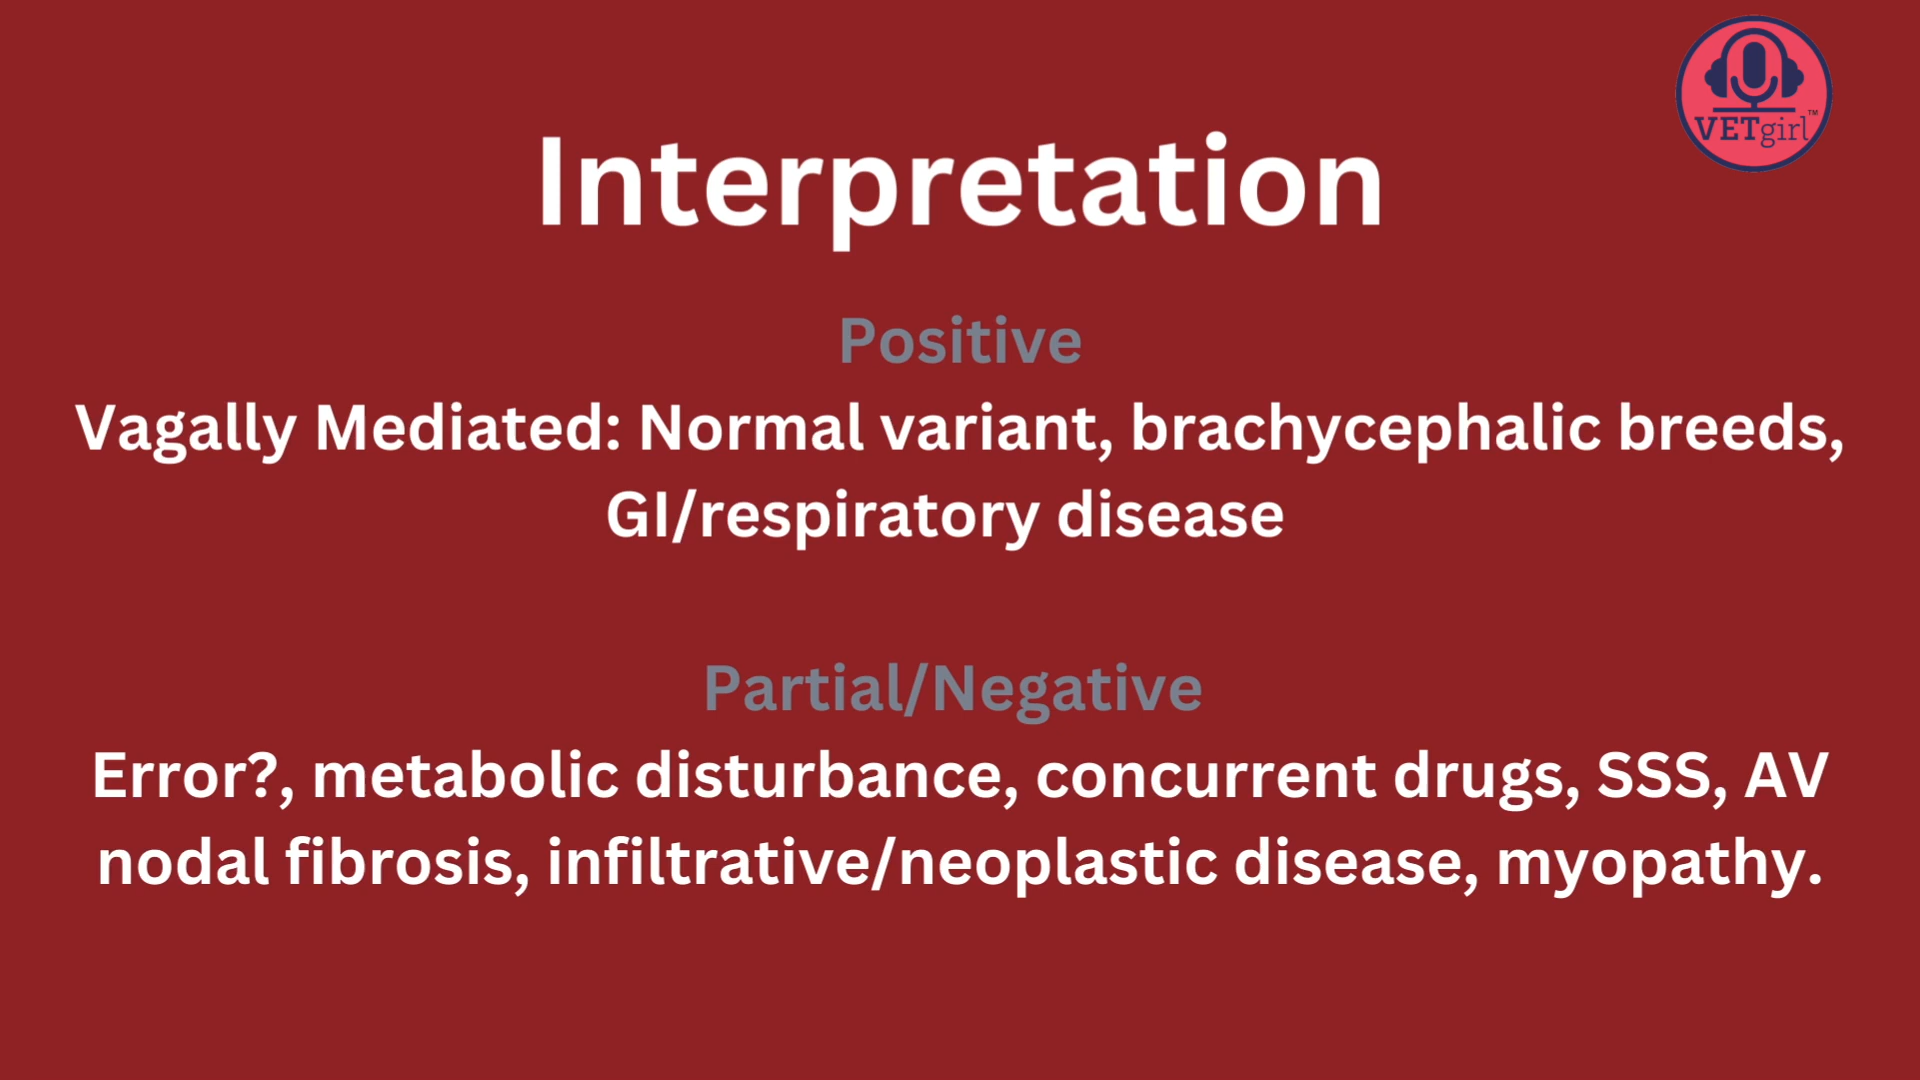 VETgirl™
Interpretation
Positive
Vagally Mediated: Normal variant, brachycephalic breeds,
GI/respiratory disease
Partial/Negative
Error?, metabolic disturbance, concurrent drugs, SSS, AV
nodal fibrosis, infiltrative/neoplastic disease, myopathy.